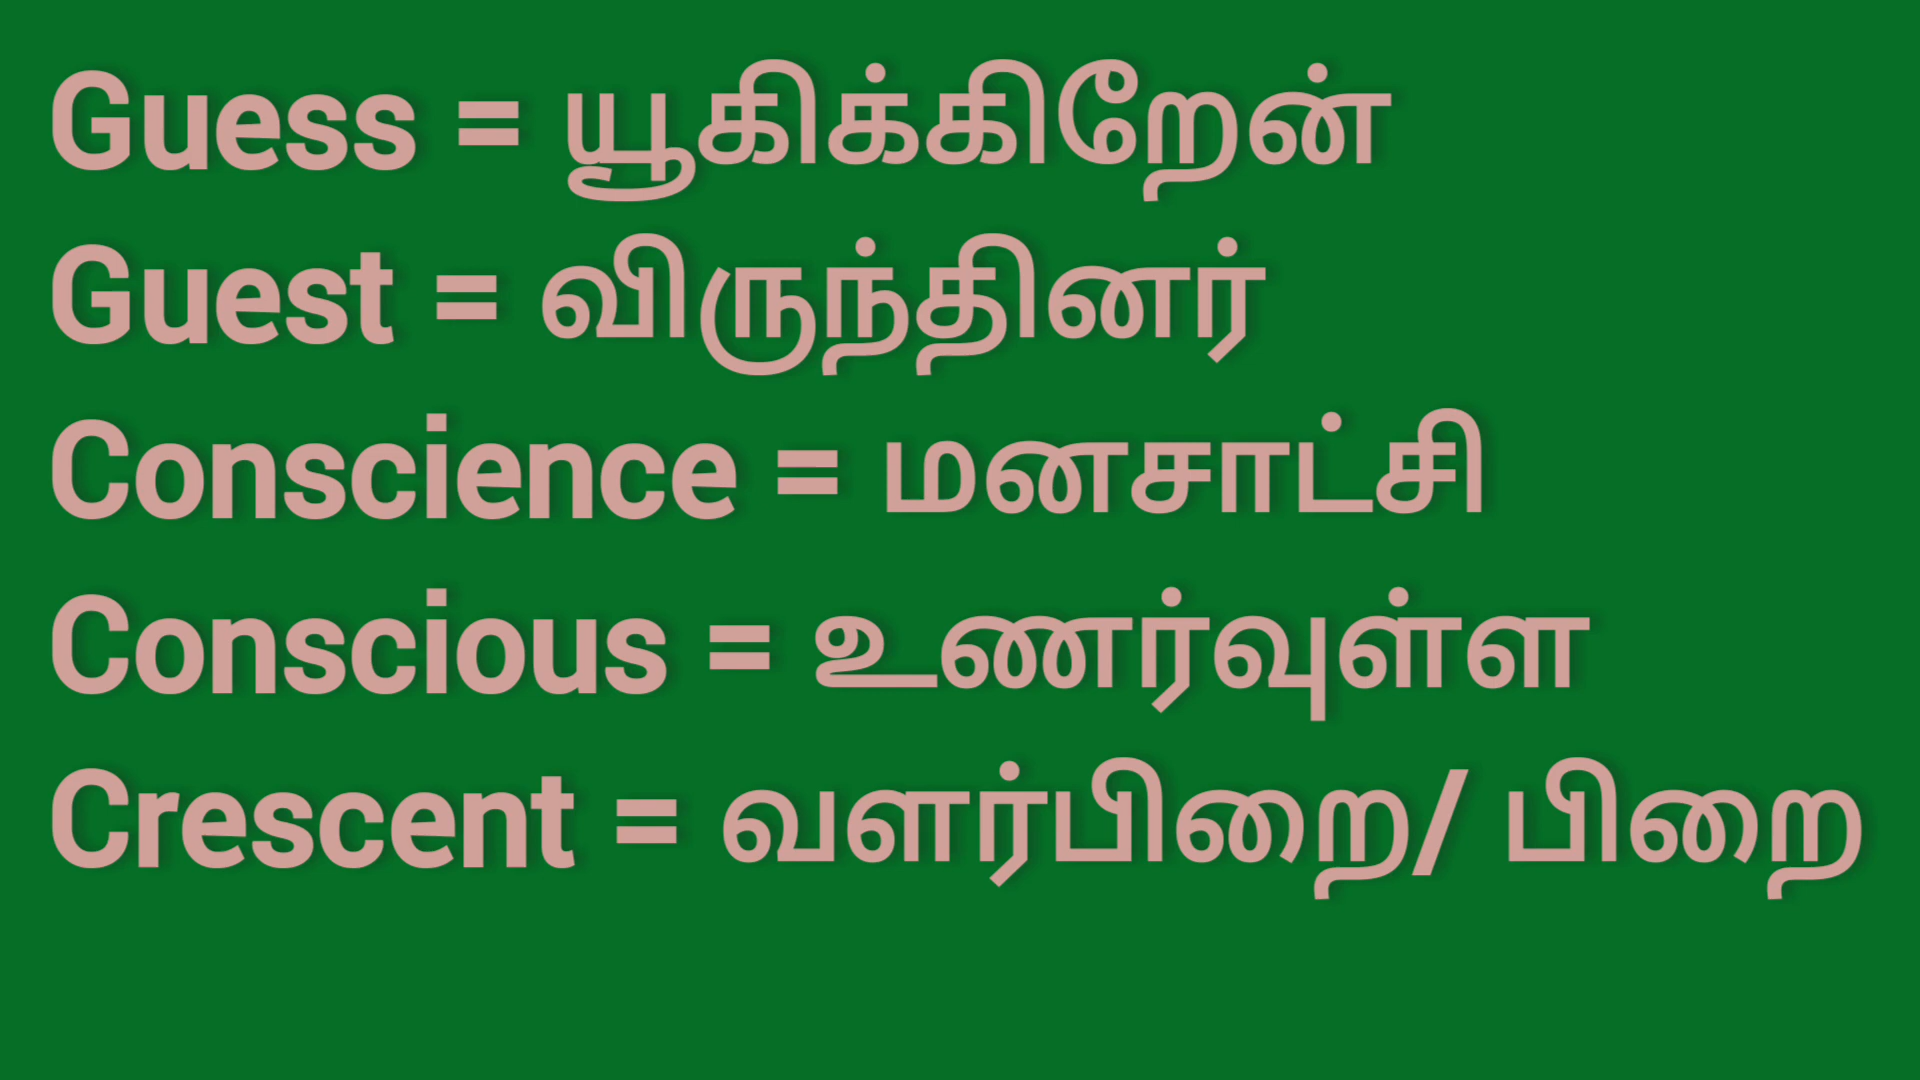 Guess = யூகிக்கிறேன்
Guest = விருந்தினர்
Conscience = மனசாட்சி
Conscious = உணர்வுள்ள
Crescent = வளர்பிறை/ பிறை